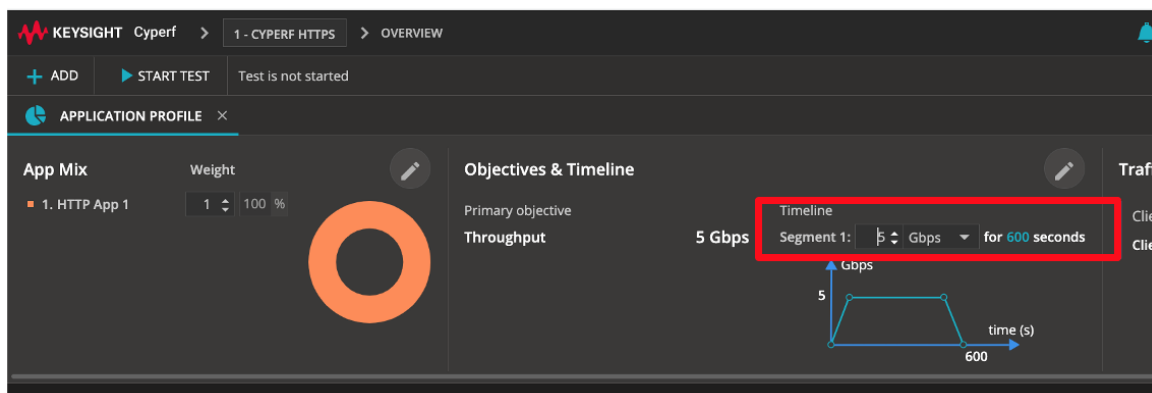 KEYSIGHT Cyperf > 1 - CYPERF HTTPS > OVERVIEW
+ ADD START TEST Test is not started
APPLICATION PROFILE ×
App Mix Weight
1. HTTP App 1 1 100 %
Objectives & Timeline
Primary objective
Throughput 5 Gbps
Timeline
Segment 1: 5 Gbps for 600 seconds
Gbps
5
time (s)
600